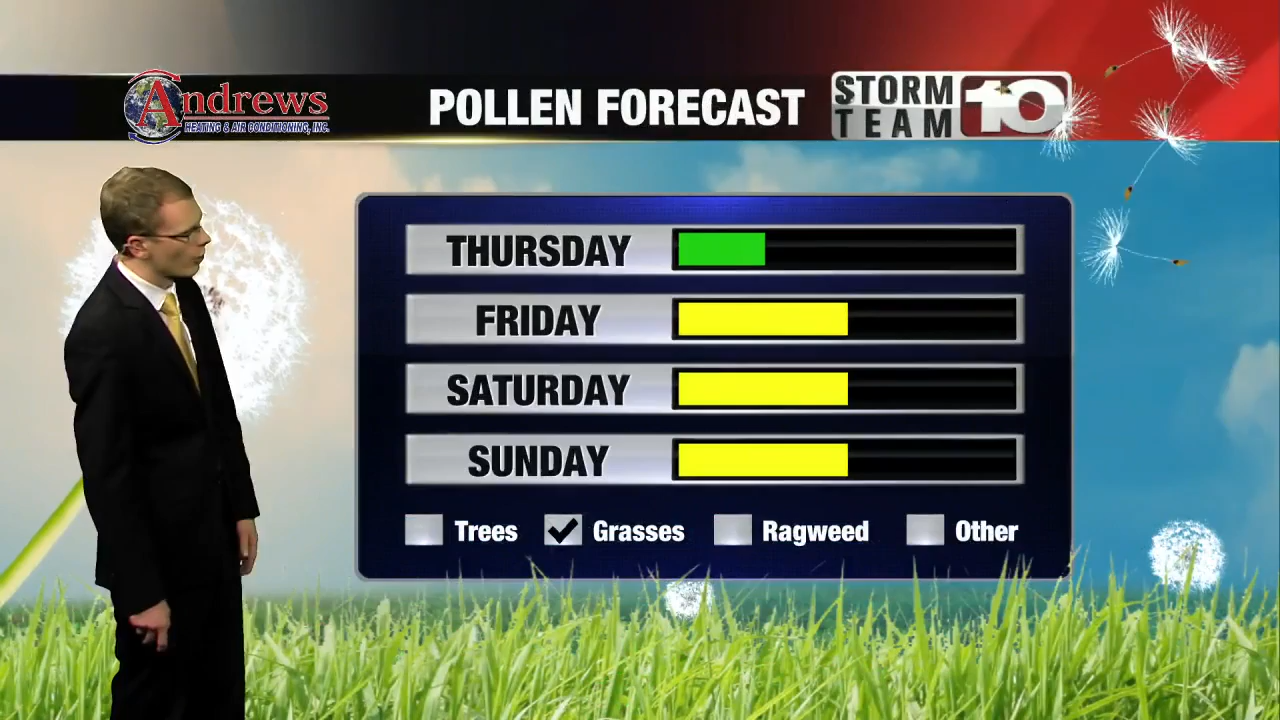 Andrews
HEATING & AIR CONDITIONING, INC.
POLLEN FORECAST
STORM
TEAM
10
THURSDAY
FRIDAY
SATURDAY
SUNDAY
Trees Grasses Ragweed Other